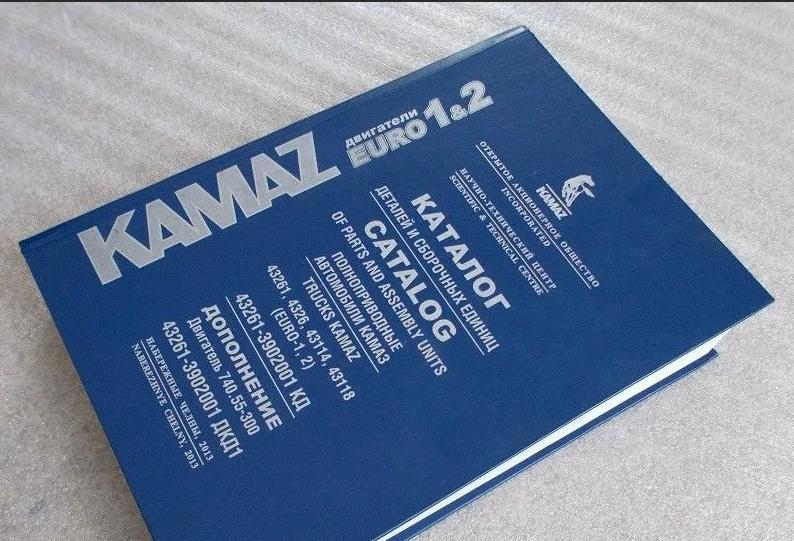 KAMAZ
двигатели
EURO 1&2
KAMAZ
ОТКРЫТОЕ АКЦИОНЕРНОЕ ОБЩЕСТВО
INCORPORATED
НАУЧНО-ТЕХНИЧЕСКИЙ ЦЕНТР
SCIENTIFIC & TECHNICAL CENTRE
КАТАЛОГ
ДЕТАЛЕЙ И СБОРОЧНЫХ ЕДИНИЦ
CATALOG
OF PARTS AND ASSEMBLY UNITS
ПОЛНОПРИВОДНЫЕ
АВТОМОБИЛИ КАМАЗ
TRUCKS KAMAZ
43261, 4326, 43114, 43118
(EURO-1, 2)
43261-3902001 КД
ДОПОЛНЕНИЕ
Двигатель 740.55-300
43261-3902001 ДКД1
НАБЕРЕЖНЫЕ ЧЕЛНЫ, 2013
NABEREZHNYE CHELNY, 2013